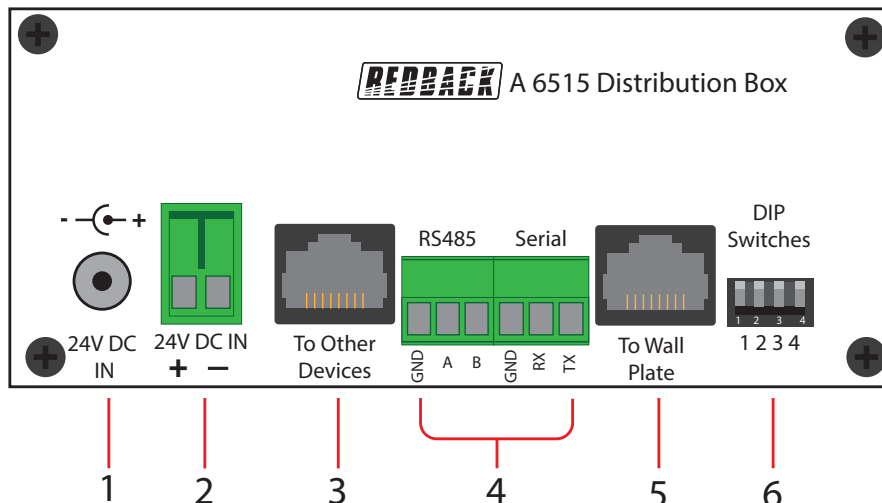 REDBACK A 6515 Distribution Box
- +
24V DC
IN
24V DC IN
+ −
To Other
Devices
RS485 Serial
GND A B GND RX TX
To Wall
Plate
DIP
Switches
1 2 3 4
1 2 3 4
1 2 3 4 5 6